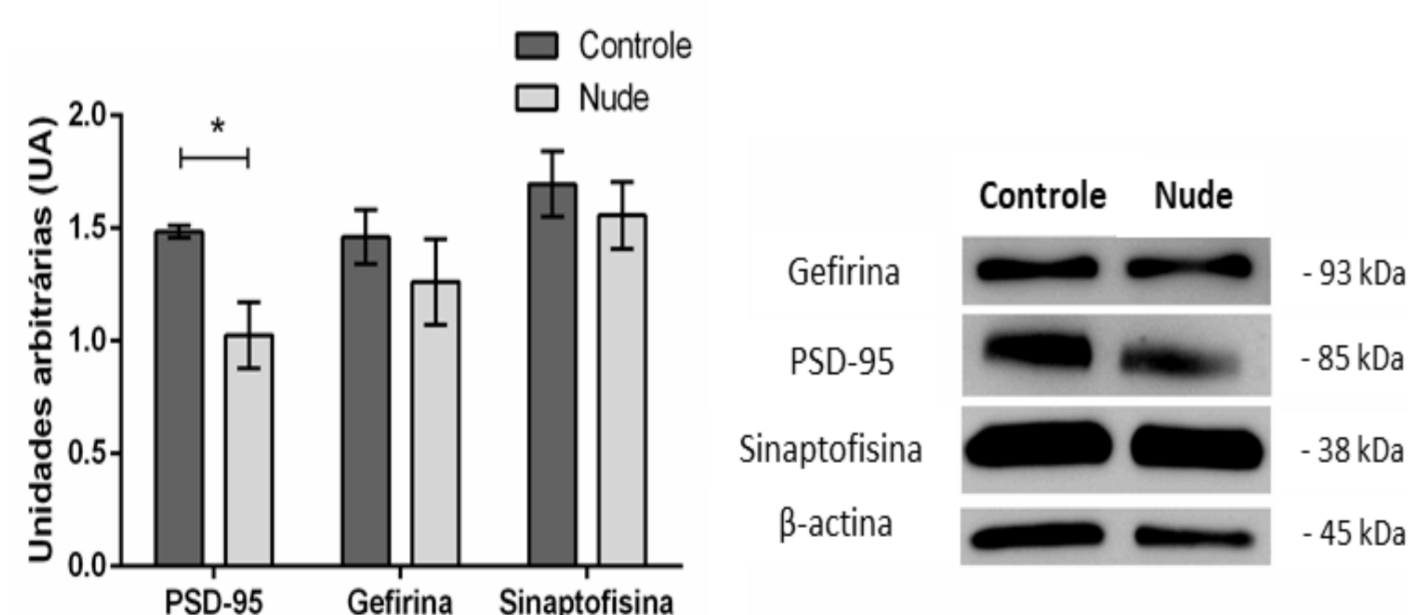 Controle
Nude
Unidades arbitrárias (UA)
2.0
1.5
1.0
0.5
0.0
*
PSD-95
Gefirina
Sinaptofisina
Controle Nude
Gefirina - 93 kDa
PSD-95 - 85 kDa
Sinaptofisina - 38 kDa
β-actina - 45 kDa